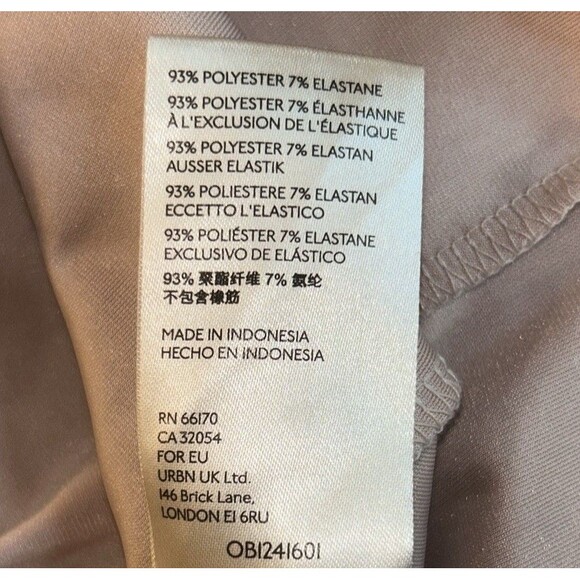 93% POLYESTER 7% ELASTANE
93% POLYESTER 7% ÉLASTHANNE
À L'EXCLUSION DE L'ÉLASTIQUE
93% POLYESTER 7% ELASTAN
AUSSER ELASTIK
93% POLIESTERE 7% ELASTAN
ECCETTO L'ELASTICO
93% POLIÉSTER 7% ELASTANE
EXCLUSIVO DE ELÁSTICO
93% 聚酯纤维 7% 氨纶
不包含橡筋
MADE IN INDONESIA
HECHO EN INDONESIA
RN 66170
CA 32054
FOR EU
URBN UK Ltd.
146 Brick Lane,
LONDON E1 6RU
OB1241601